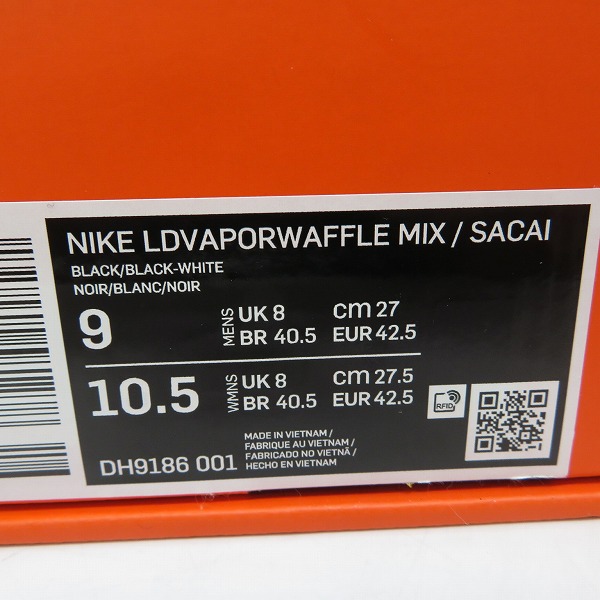 NIKE LDVAPORWAFFLE MIX / SACAI
BLACK/BLACK-WHITE
NOIR/BLANC/NOIR
9 MENS UK 8 cm 27
BR 40.5 EUR 42.5
10.5 WMNS UK 8 cm 27.5
BR 40.5 EUR 42.5
RFID
DH9186 001
MADE IN VIETNAM /
FABRIQUE AU VIETNAM /
FABRICADO NO VIETNÃ /
HECHO EN VIETNAM